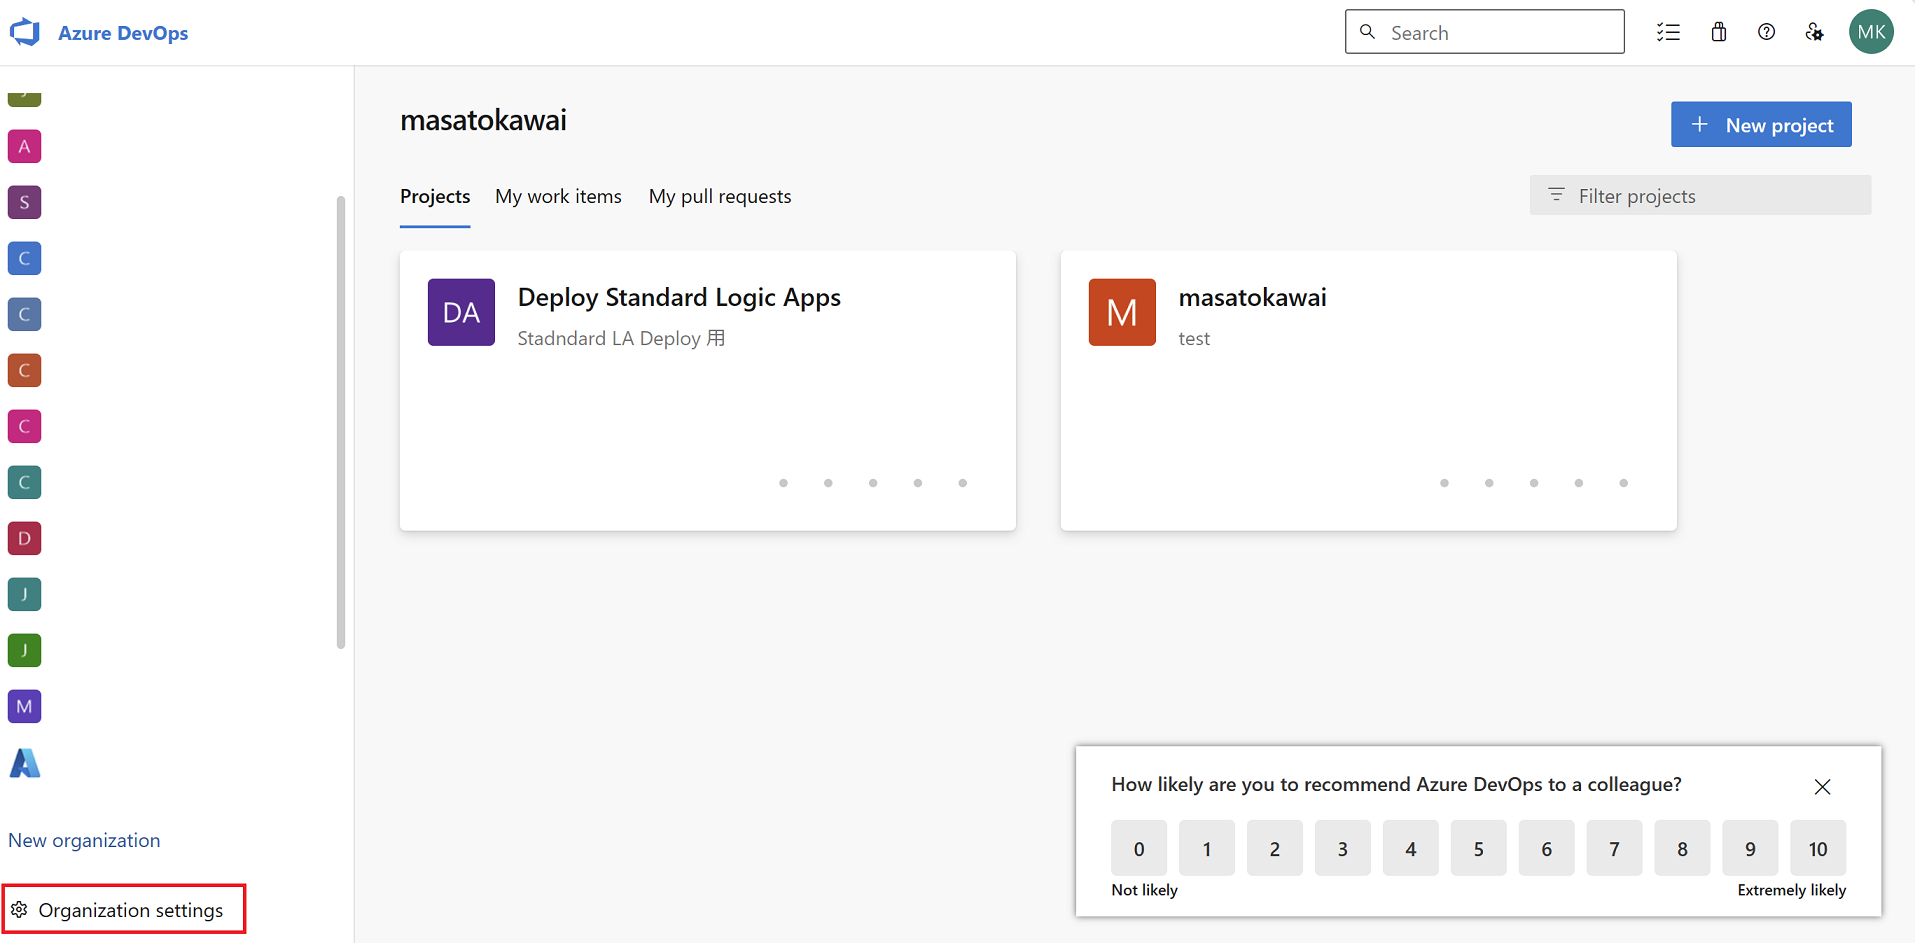 Azure DevOps
Search
MK
J
A
S
C
C
C
C
C
D
J
J
M
New organization
Organization settings
masatokawai
New project
Projects My work items My pull requests
Filter projects
DA
Deploy Standard Logic Apps
Stadndard LA Deploy 用
M
masatokawai
test
How likely are you to recommend Azure DevOps to a colleague?
0 1 2 3 4 5 6 7 8 9 10
Not likely Extremely likely